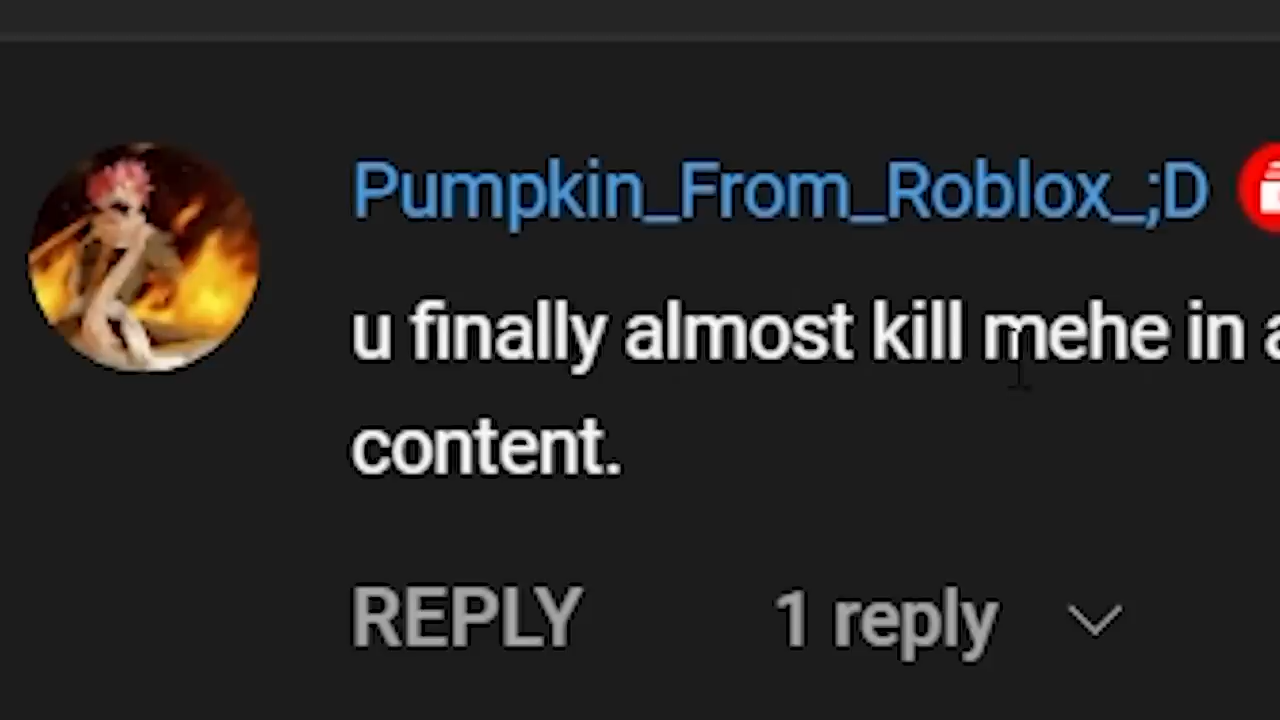 Pumpkin_From_Roblox_;D
u finally almost kill mehe in
content.
REPLY 1 reply